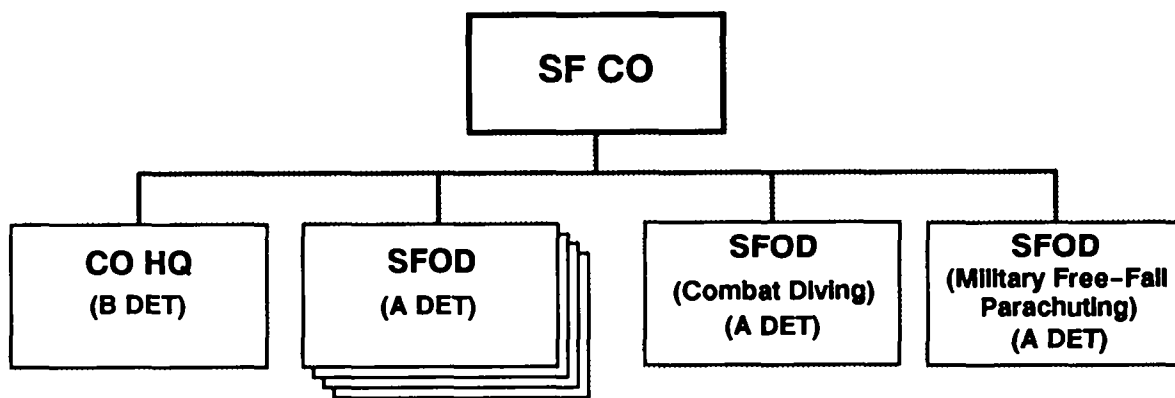 SF CO
CO HQ
(B DET)
SFOD
(A DET)
SFOD
(Combat Diving)
(A DET)
SFOD
(Military Free-Fall
Parachuting)
(A DET)